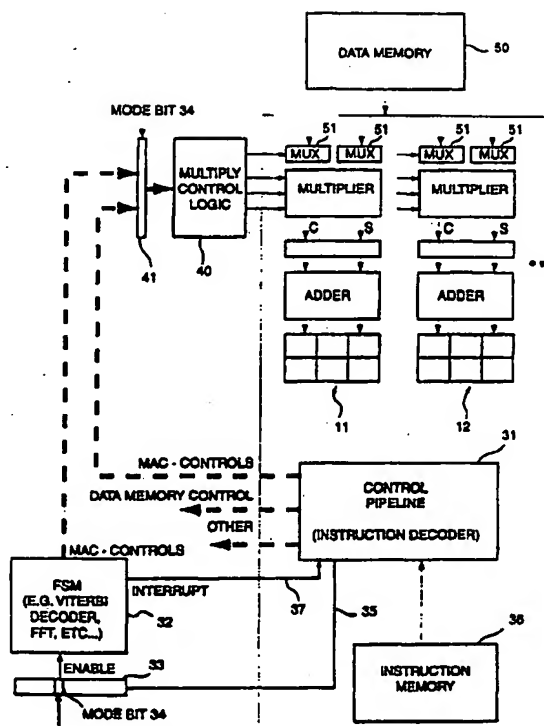 DATA MEMORY
50
MODE BIT 34
51
51
51
51
MUX
MUX
MUX
MUX
MULTIPLY
CONTROL
LOGIC
MULTIPLIER
MULTIPLIER
C
S
C
S
41
40
ADDER
ADDER
11
12
31
MAC - CONTROLS
DATA MEMORY CONTROL
OTHER
CONTROL
PIPELINE
(INSTRUCTION DECODER)
MAC - CONTROLS
FSM
(E.G. VITERBI
DECODER,
FFT, ETC...)
32
INTERRUPT
37
35
36
ENABLE
33
MODE BIT 34
INSTRUCTION
MEMORY